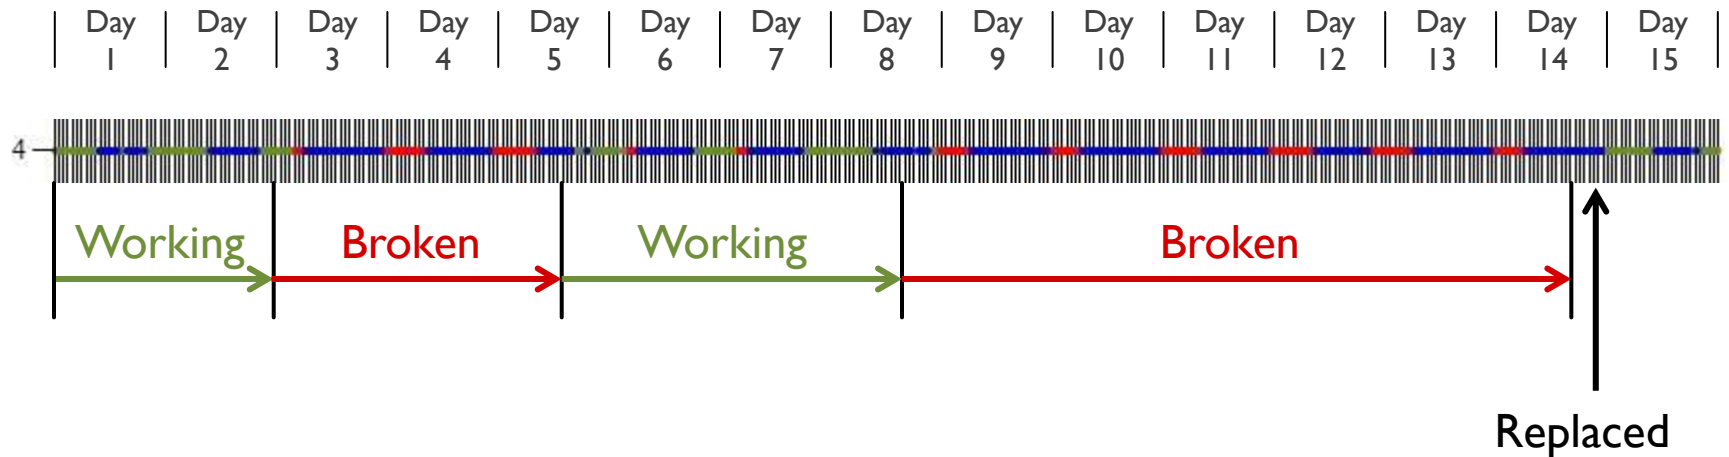 Day Day Day Day Day Day Day Day Day Day Day Day Day Day Day
1 2 3 4 5 6 7 8 9 10 11 12 13 14 15
4
Working Broken Working Broken
Replaced